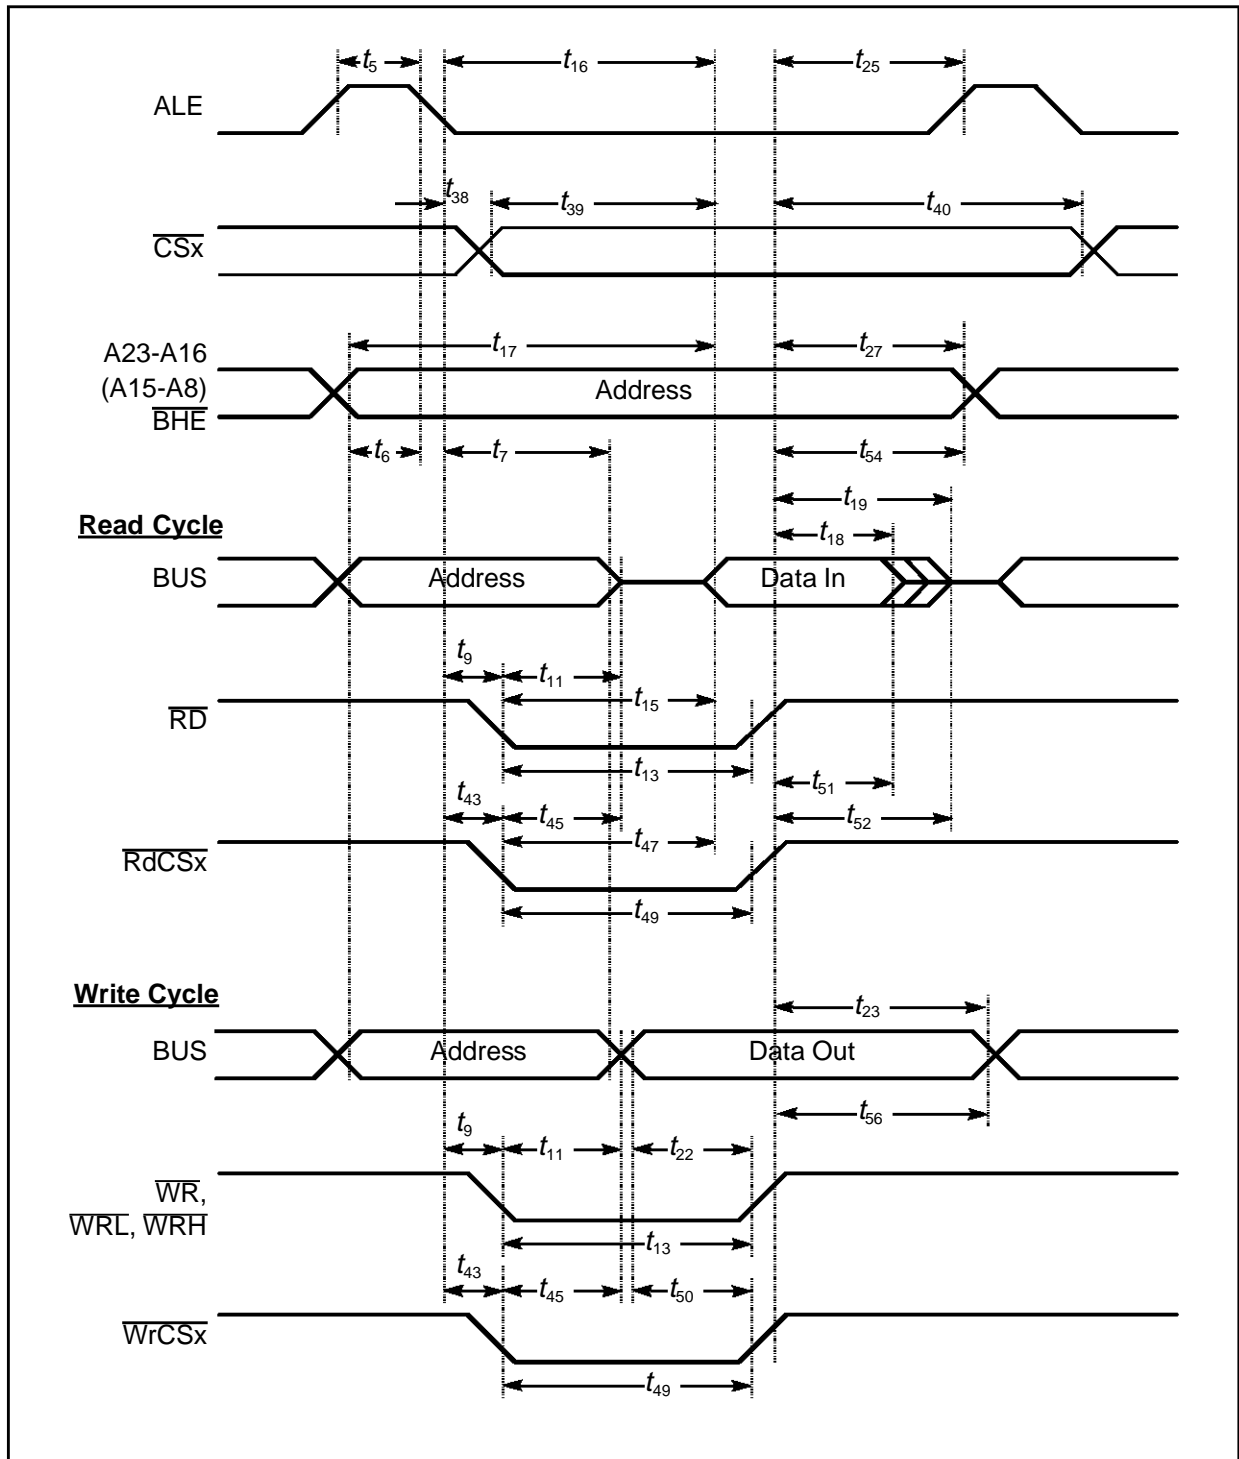 t5 t16 t25
ALE
t38 t39 t40
CSx
t17 t27
A23-A16
(A15-A8)
BHE
Address
t6 t7 t54
t19
Read Cycle
t18
BUS Address Data In
t9 t11
t15
RD
t13 t51
t43 t45 t52
t47
RdCSx
t49
Write Cycle
t23
BUS Address Data Out
t56
t9 t11 t22
WR,
WRL, WRH
t13
t43 t45 t50
WrCSx
t49